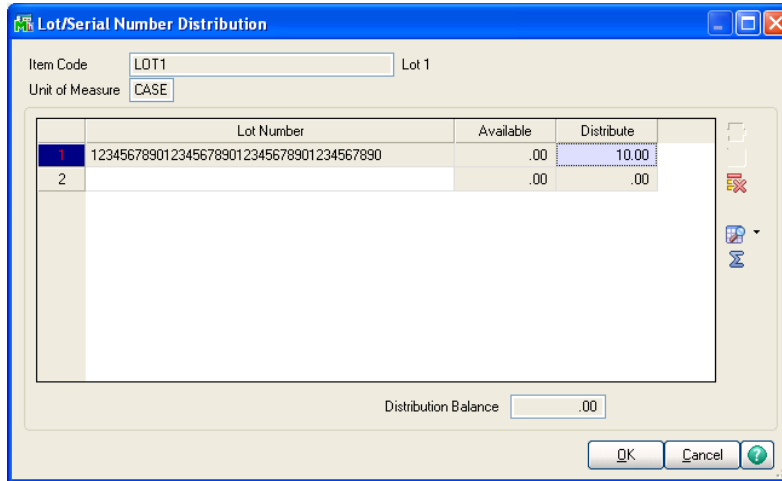 Lot/Serial Number Distribution
Item Code LOT1 Lot 1
Unit of Measure CASE
Lot Number Available Distribute
1 1234567890123456789012345678901234567890 .00 10.00
2 .00 .00
Distribution Balance .00
OK Cancel ?